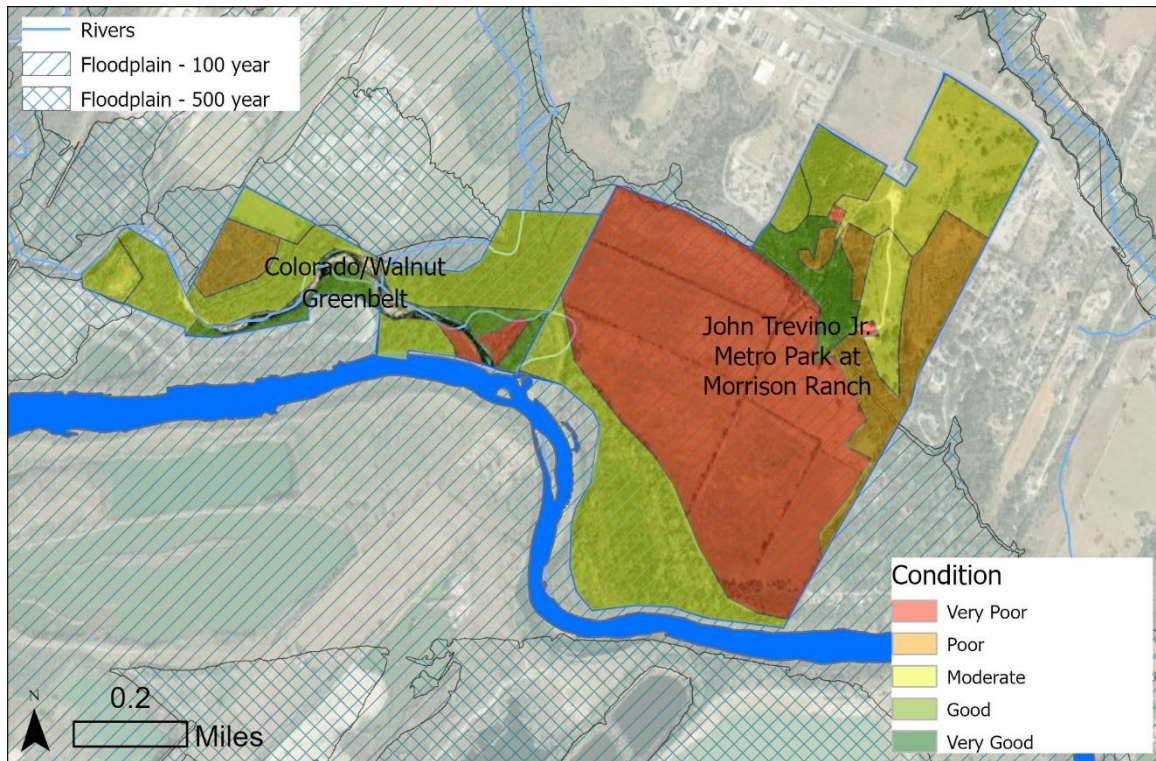 Rivers
Floodplain - 100 year
Floodplain - 500 year
Colorado/Walnut
Greenbelt
John Trevino Jr.
Metro Park at
Morrison Ranch
N
0.2
Miles
Condition
Very Poor
Poor
Moderate
Good
Very Good